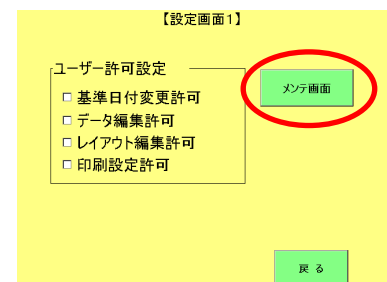 【設定画面1】
ユーザー許可設定
メンテ画面
基準日付変更許可
データ編集許可
レイアウト編集許可
印刷設定許可
戻る